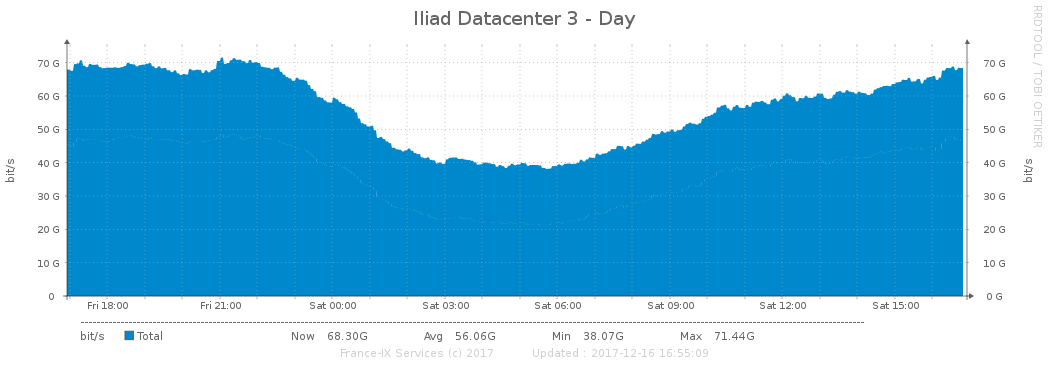 Iliad Datacenter 3 - Day
RRDTOOL / TOBI OETIKER
bit/s
70 G
60 G
50 G
40 G
30 G
20 G
10 G
0
70 G
60 G
50 G
40 G
30 G
20 G
10 G
0 G
bit/s
Fri 18:00 Fri 21:00 Sat 00:00 Sat 03:00 Sat 06:00 Sat 09:00 Sat 12:00 Sat 15:00
bit/s Total Now 68.30G Avg 56.06G Min 38.07G Max 71.44G
France-IX Services (c) 2017 Updated : 2017-12-16 16:55:09